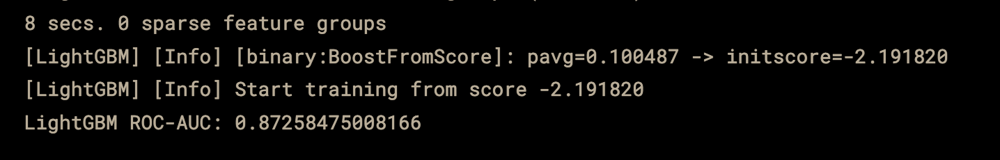 8 secs. 0 sparse feature groups
[LightGBM] [Info] [binary:BoostFromScore]: pavg=0.100487 -> initscore=-2.191820
[LightGBM] [Info] Start training from score -2.191820
LightGBM ROC-AUC: 0.87258475008166